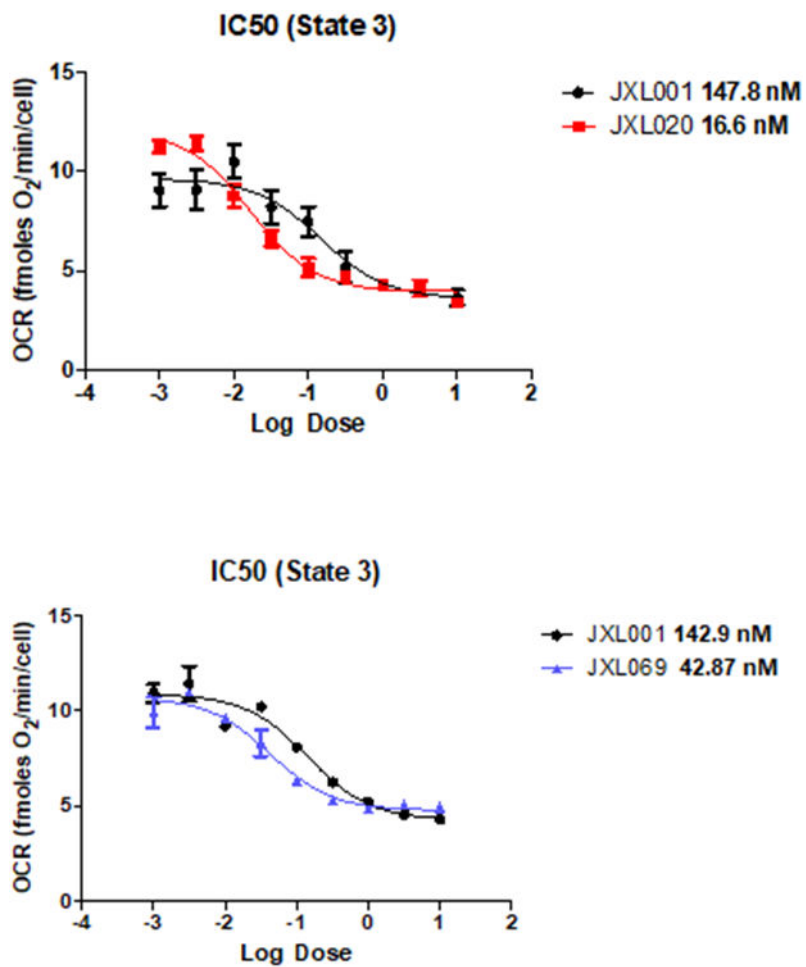 IC50 (State 3)
15
10
5
0
OCR (fmoles O2/min/cell)
-4 -3 -2 -1 0 1 2
Log Dose
JXL001 147.8 nM
JXL020 16.6 nM
IC50 (State 3)
15
10
5
0
OCR (fmoles O2/min/cell)
-4 -3 -2 -1 0 1 2
Log Dose
JXL001 142.9 nM
JXL069 42.87 nM